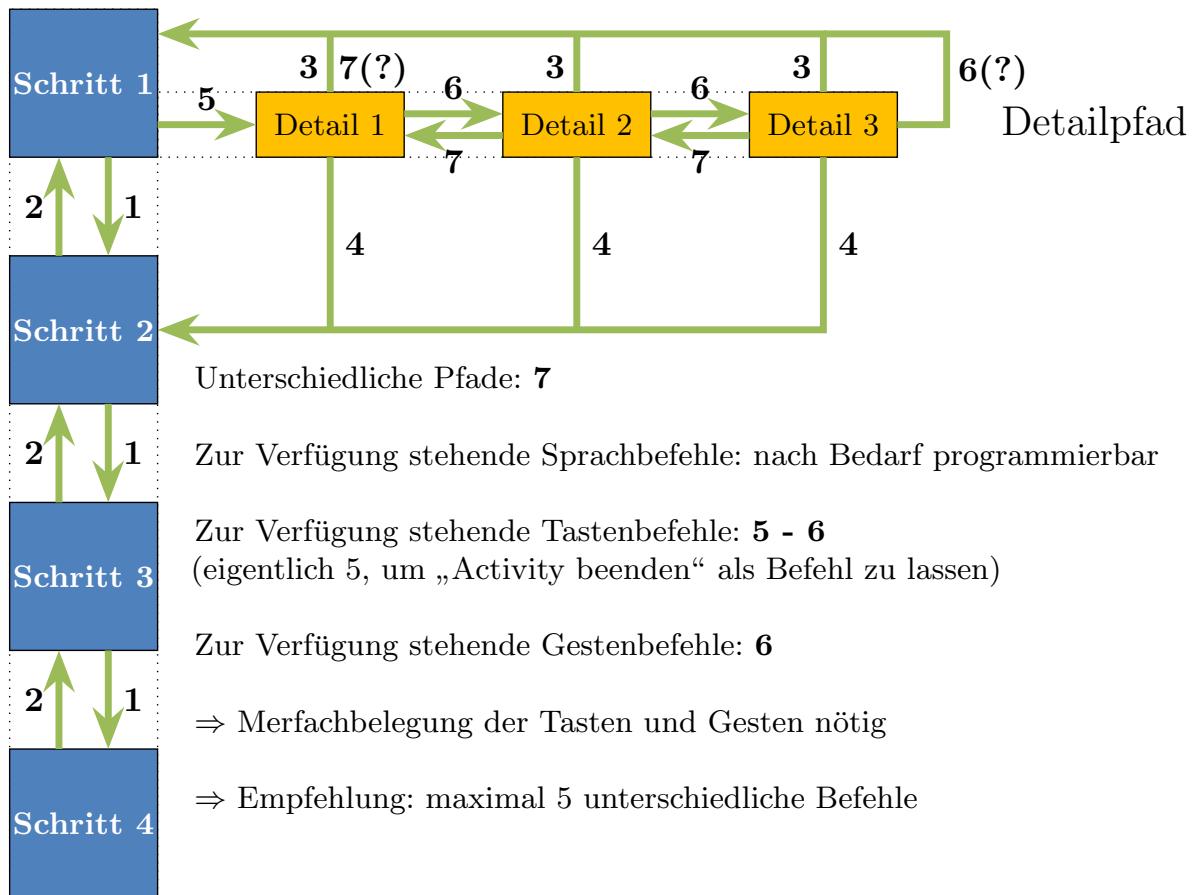 3 7(?) 3 3 6(?)
Schritt 1 5 6 6
Detail 1 Detail 2 Detail 3 Detailpfad
7 7
2 1
4 4 4
Schritt 2
Unterschiedliche Pfade: 7
2 1 Zur Verfügung stehende Sprachbefehle: nach Bedarf programmierbar
Zur Verfügung stehende Tastenbefehle: 5 - 6
Schritt 3 (eigentlich 5, um „Activity beenden“ als Befehl zu lassen)
Zur Verfügung stehende Gestenbefehle: 6
2 1
⇒ Merfachbelegung der Tasten und Gesten nötig
⇒ Empfehlung: maximal 5 unterschiedliche Befehle
Schritt 4